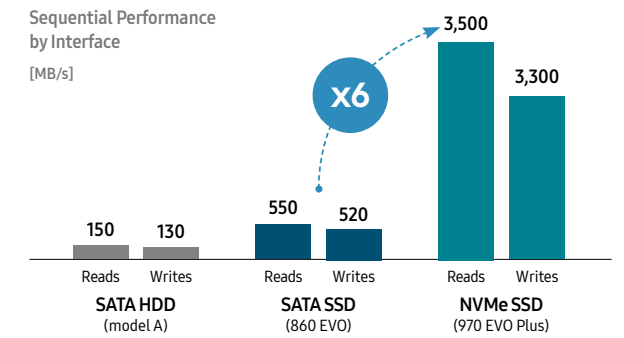 Sequential Performance
by Interface
[MB/s]
x6
150
130
550
520
3,500
3,300
Reads
Writes
Reads
Writes
Reads
Writes
SATA HDD
(model A)
SATA SSD
(860 EVO)
NVMe SSD
(970 EVO Plus)